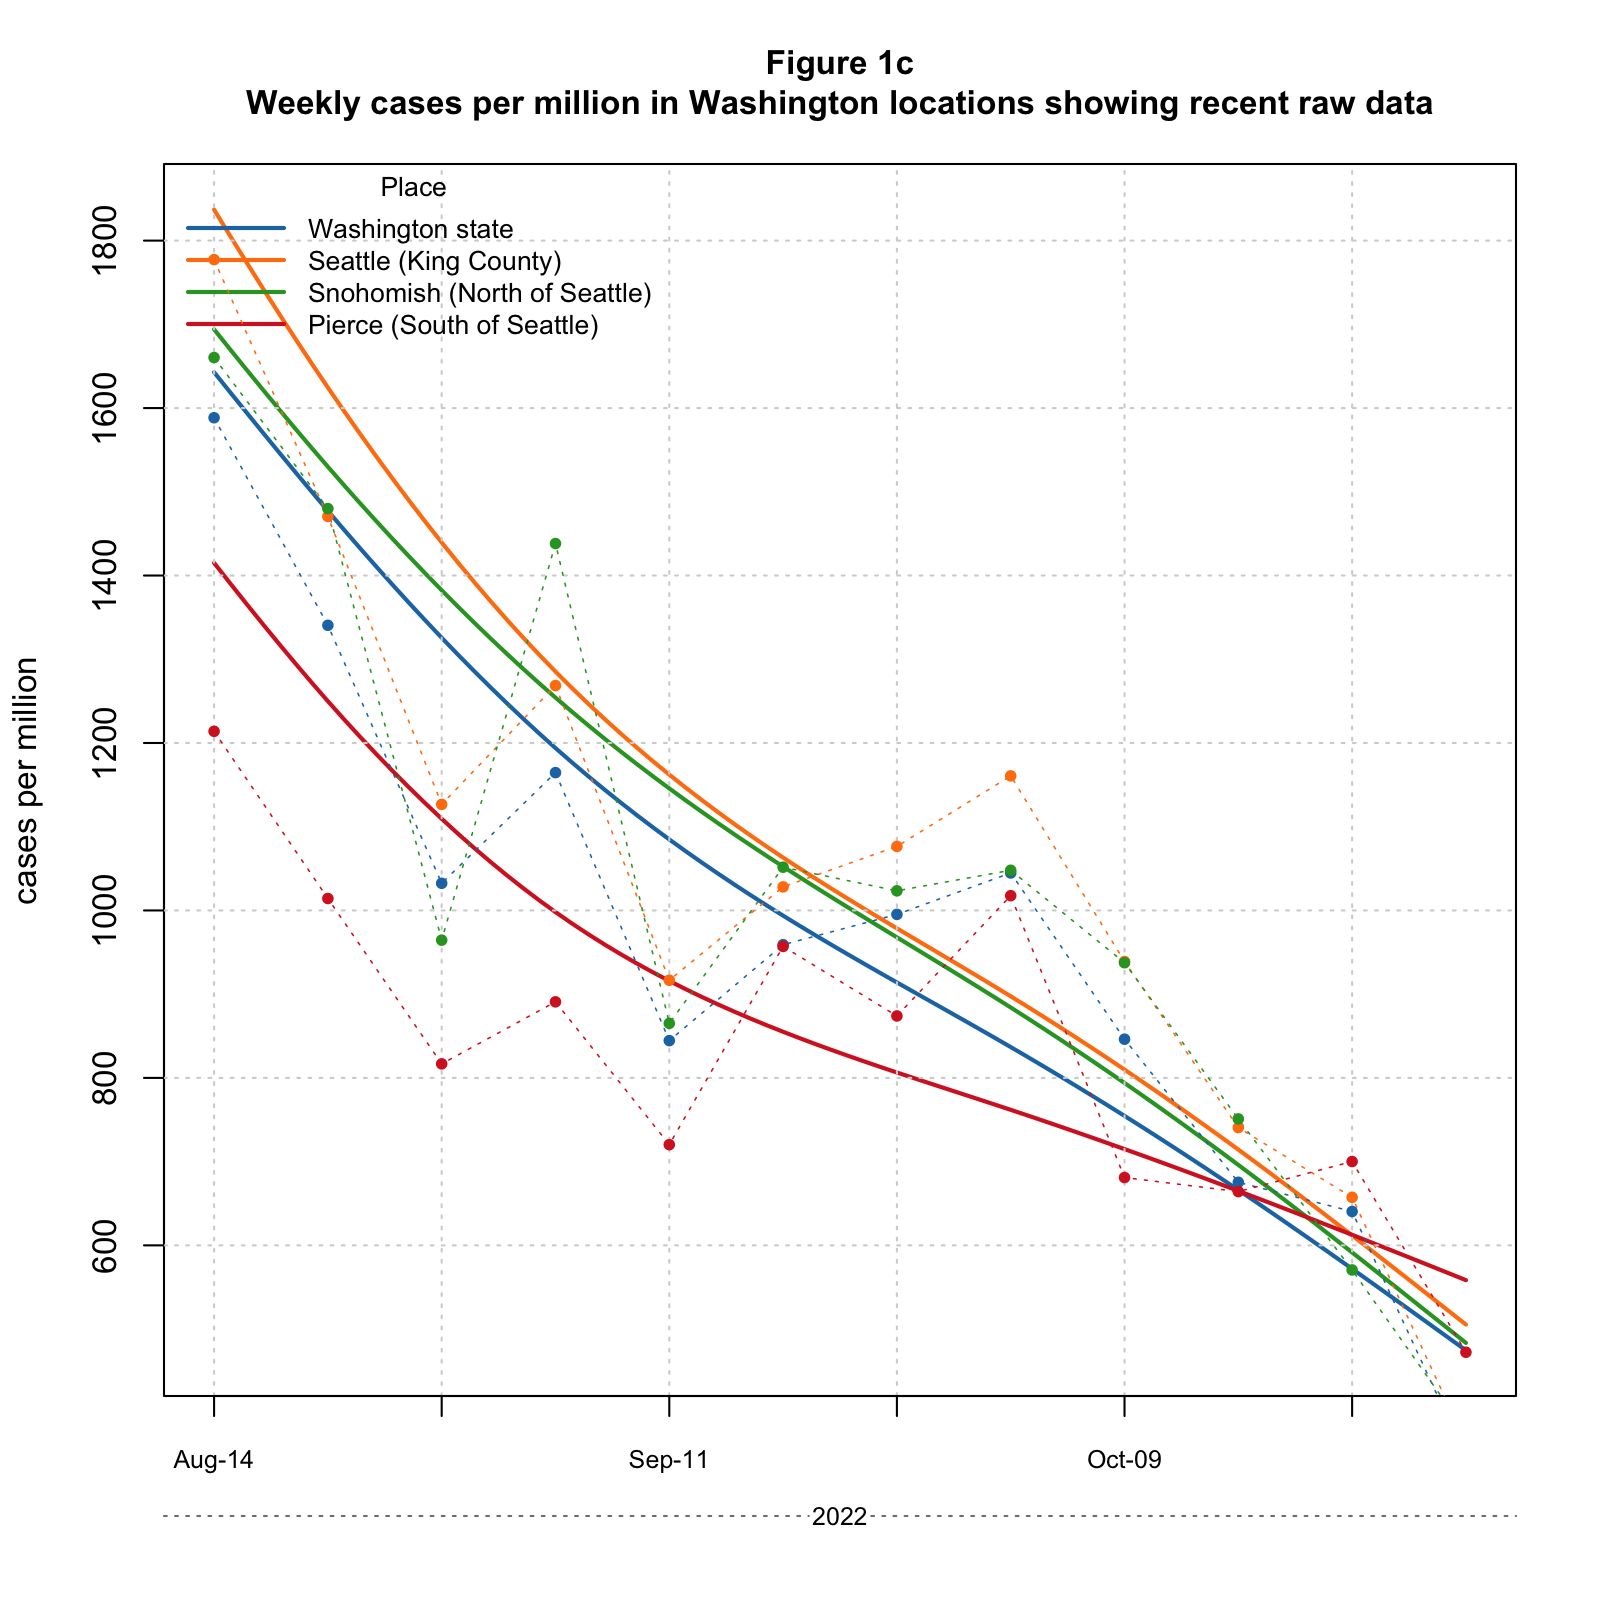 Figure 1c
Weekly cases per million in Washington locations showing recent raw data
Place
Washington state
Seattle (King County)
Snohomish (North of Seattle)
Pierce (South of Seattle)
cases per million
1800
1600
1400
1200
1000
800
600
Aug-14
Sep-11
Oct-09
2022